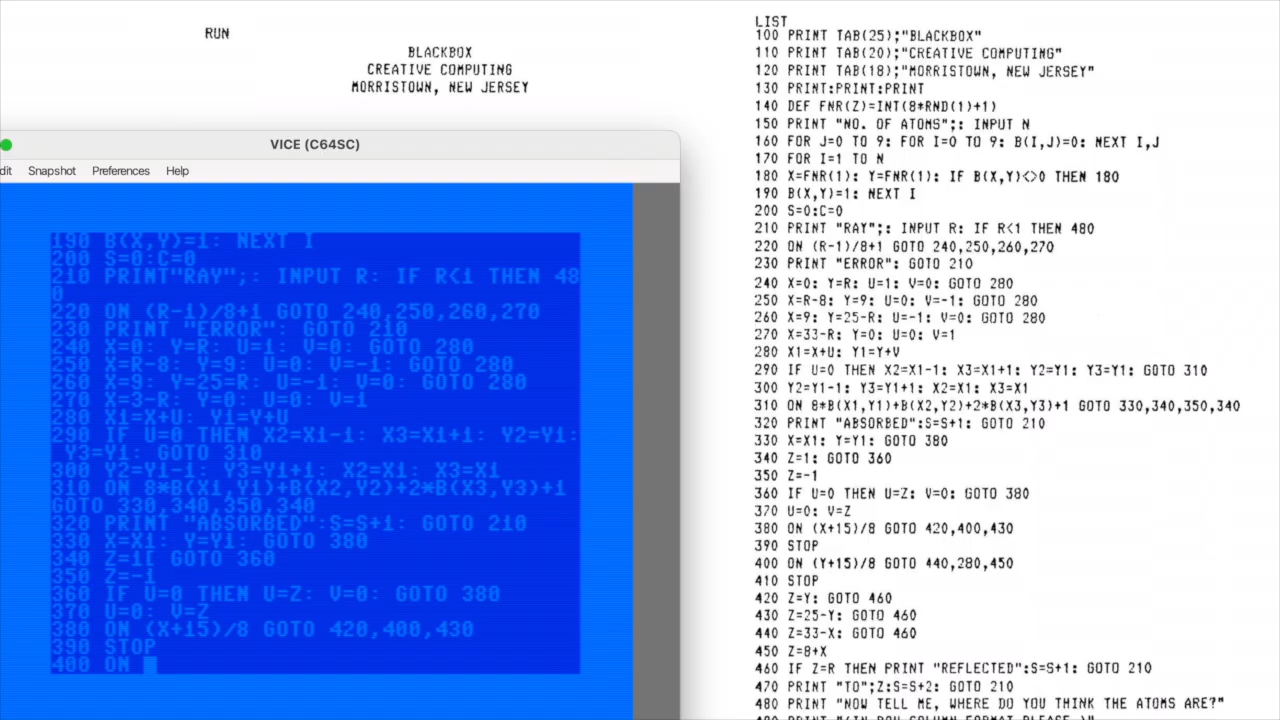 RUN
BLACKBOX
CREATIVE COMPUTING
MORRISTOWN, NEW JERSEY
VICE (C64SC)
dit Snapshot Preferences Help
190 B(X,Y)=1: NEXT I
200 S=0:C=0
210 PRINT"RAY";: INPUT R: IF R<1 THEN 48
0
220 ON (R-1)/8+1 GOTO 240,250,260,270
230 PRINT "ERROR": GOTO 210
240 X=0: Y=R: U=1: V=0: GOTO 280
250 X=R-8: Y=9: U=0: V=-1: GOTO 280
260 X=9: Y=25=R: U=-1: V=0: GOTO 280
270 X=3-R: Y=0: U=0: V=1
280 X1=X+U: Y1=Y+U
290 IF U=0 THEN X2=X1-1: X3=X1+1: Y2=Y1:
Y3=Y1: GOTO 310
300 Y2=Y1-1: Y3=Y1+1: X2=X1: X3=X1
310 ON 8*B(X1,Y1)+B(X2,Y2)+2*B(X3,Y3)+1
GOTO 330,340,350,340
320 PRINT "ABSORBED":S=S+1: GOTO 210
330 X=X1: Y=Y1: GOTO 380
340 Z=1[ GOTO 360
350 Z=-1
360 IF U=0 THEN U=Z: V=0: GOTO 380
370 U=0: V=Z
380 ON (X+15)/8 GOTO 420,400,430
390 STOP
400 ON
LIST
100 PRINT TAB(25);"BLACKBOX"
110 PRINT TAB(20);"CREATIVE COMPUTING"
120 PRINT TAB(18);"MORRISTOWN, NEW JERSEY"
130 PRINT:PRINT:PRINT
140 DEF FNR(Z)=INT(8*RND(1)+1)
150 PRINT "NO. OF ATOMS";: INPUT N
160 FOR J=0 TO 9: FOR I=0 TO 9: B(I,J)=0: NEXT I,J
170 FOR I=1 TO N
180 X=FNR(1): Y=FNR(1): IF B(X,Y)<>0 THEN 180
190 B(X,Y)=1: NEXT I
200 S=0:C=0
210 PRINT "RAY";: INPUT R: IF R<1 THEN 480
220 ON (R-1)/8+1 GOTO 240,250,260,270
230 PRINT "ERROR": GOTO 210
240 X=0: Y=R: U=1: V=0: GOTO 280
250 X=R-8: Y=9: U=0: V=-1: GOTO 280
260 X=9: Y=25-R: U=-1: V=0: GOTO 280
270 X=33-R: Y=0: U=0: V=1
280 X1=X+U: Y1=Y+V
290 IF U=0 THEN X2=X1-1: X3=X1+1: Y2=Y1: Y3=Y1: GOTO 310
300 Y2=Y1-1: Y3=Y1+1: X2=X1: X3=X1
310 ON 8*B(X1,Y1)+B(X2,Y2)+2*B(X3,Y3)+1 GOTO 330,340,350,340
320 PRINT "ABSORBED":S=S+1: GOTO 210
330 X=X1: Y=Y1: GOTO 380
340 Z=1: GOTO 360
350 Z=-1
360 IF U=0 THEN U=Z: V=0: GOTO 380
370 U=0: V=Z
380 ON (X+15)/8 GOTO 420,400,430
390 STOP
400 ON (Y+15)/8 GOTO 440,280,450
410 STOP
420 Z=Y: GOTO 460
430 Z=25-Y: GOTO 460
440 Z=33-X: GOTO 460
450 Z=8+X
460 IF Z=R THEN PRINT "REFLECTED":S=S+1: GOTO 210
470 PRINT "TO";Z:S=S+2: GOTO 210
480 PRINT "NOW TELL ME, WHERE DO YOU THINK THE ATOMS ARE?"
490 PRINT "(IN ROW,COLUMN FORMAT PLEASE.)"